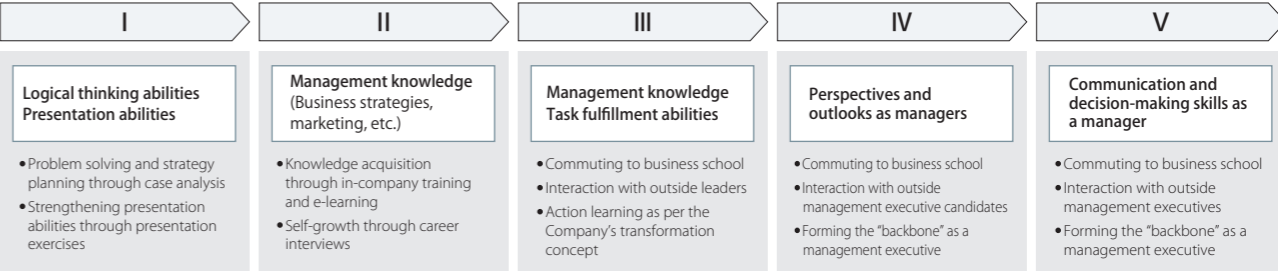 I
II
III
IV
V
Logical thinking abilities
Presentation abilities
• Problem solving and strategy
planning through case analysis
• Strengthening presentation
abilities through presentation
exercises
Management knowledge
(Business strategies,
marketing, etc.)
• Knowledge acquisition
through in-company training
and e-learning
• Self-growth through career
interviews
Management knowledge
Task fulfillment abilities
• Commuting to business school
• Interaction with outside leaders
• Action learning as per the
Company's transformation
concept
Perspectives and
outlooks as managers
• Commuting to business school
• Interaction with outside
management executive candidates
• Forming the “backbone” as a
management executive
Communication and
decision-making skills as
a manager
• Commuting to business school
• Interaction with outside
management executives
• Forming the “backbone” as a
management executive